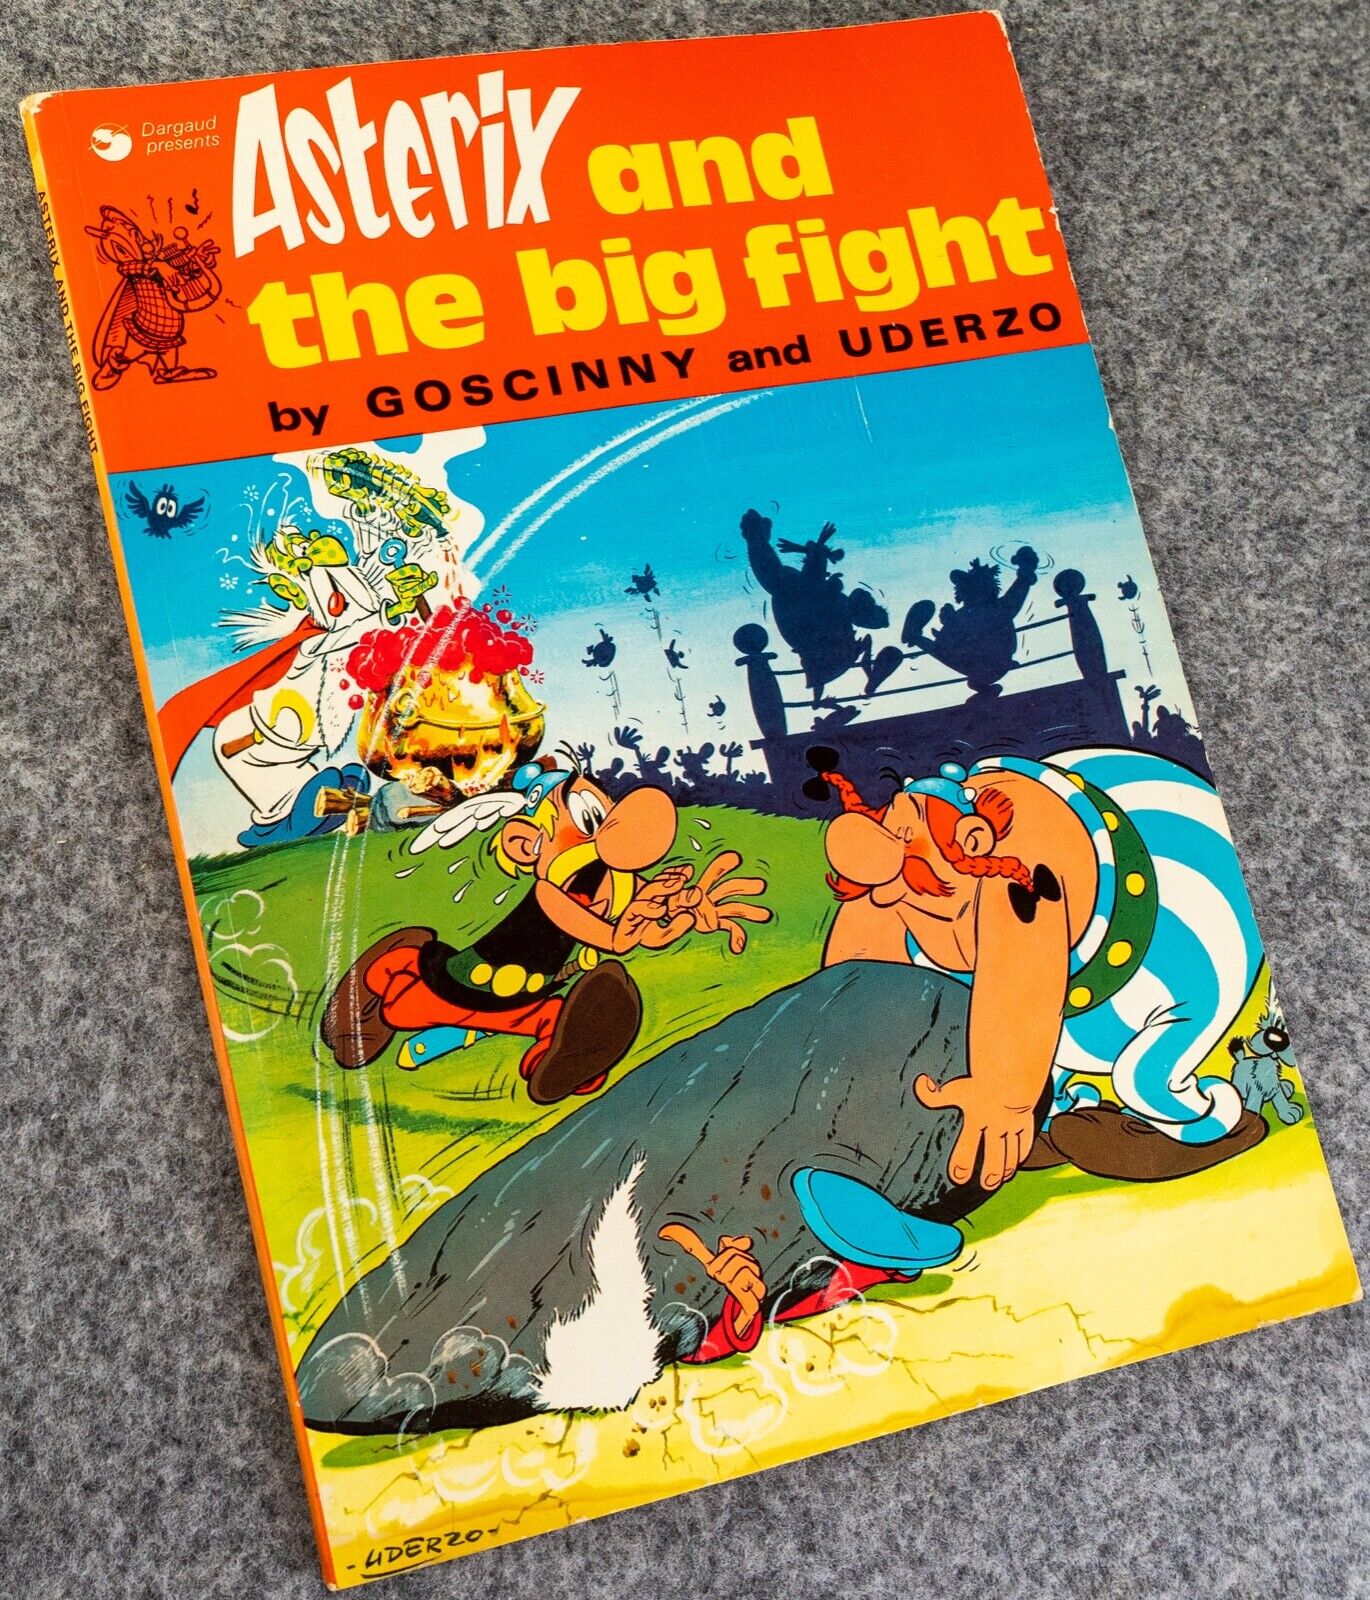 Dargaud
presents
Asterix and
the big fight
by GOSCINNY and UDERZO
ASTERIX AND THE BIG FIGHT
-UDERZO-